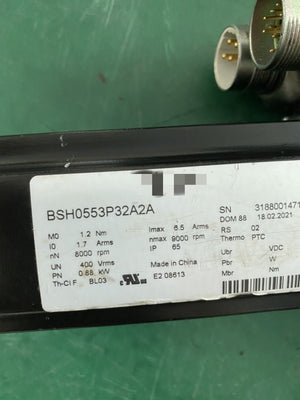 BSH0553P32A2A
SN 3188001471
DOM 88 18.02.2021
M0 1.2 Nm Imax 6.5 Arms RS 02
I0 1.7 Arms nmax 9000 rpm Thermo PTC
nN 8000 rpm IP 65
UN 400 Vrms Ubr VDC
PN 0.88 kW Made in China Pbr W
Th-Cl F BL03 E2 08613 Mbr Nm